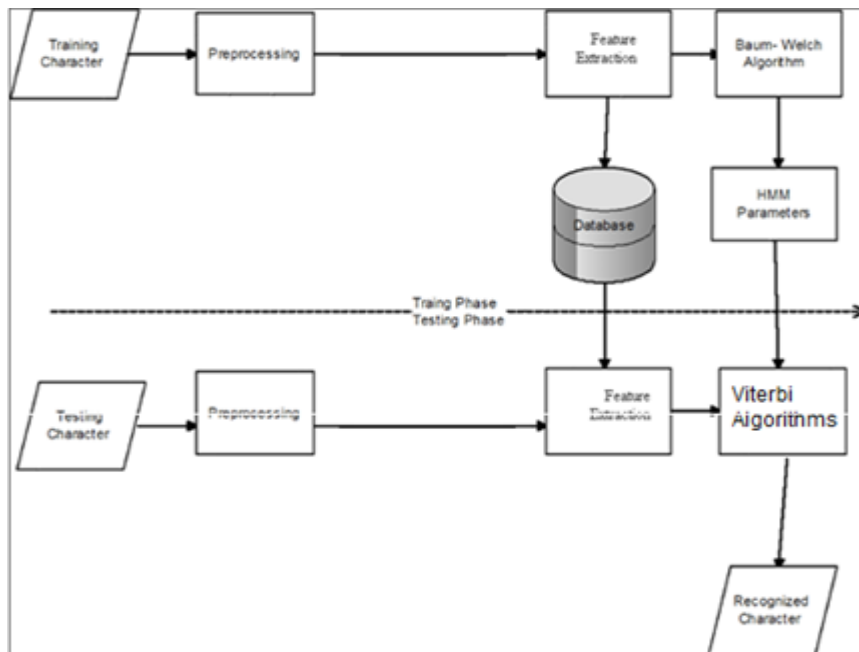 Training
Character
Preprocessing
Feature
Extraction
Baum- Welch
Algorithm
Database
HMM
Parameters
Traing Phase
Testing Phase
Testing
Character
Preprocessing
Feature
Extraction
Viterbi
Algorithms
Recognized
Character